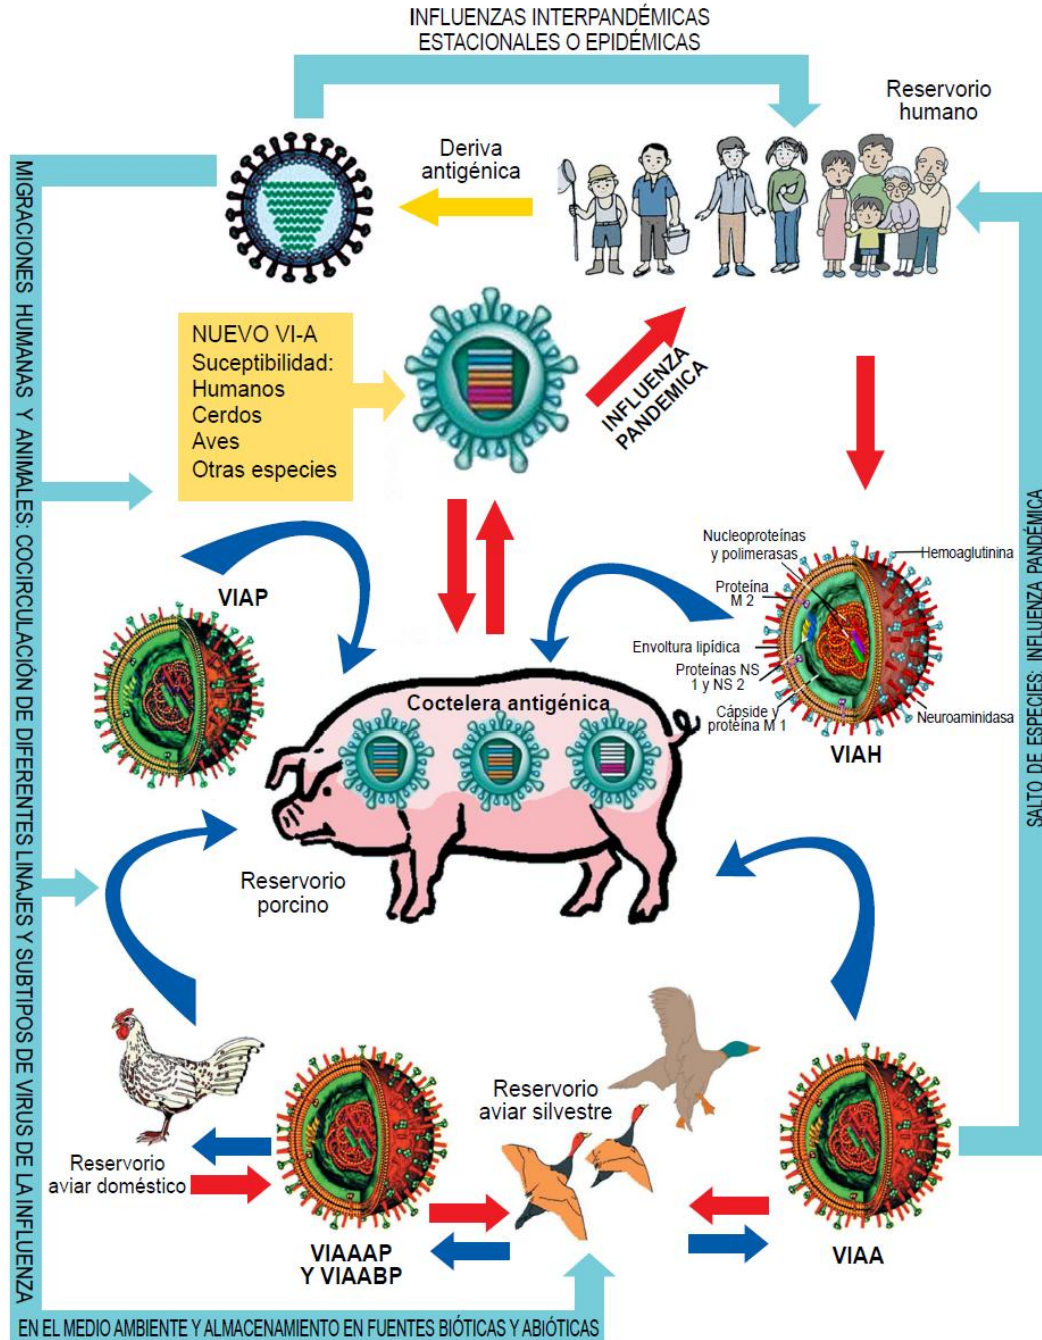 INFLUENZAS INTERPANDÉMICAS
ESTACIONALES O EPIDÉMICAS
Reservorio
humano
Deriva
antigénica
NUEVO VI-A
Suceptibilidad:
Humanos
Cerdos
Aves
Otras especies
INFLUENZA
PANDEMICA
VIAP
Nucleoproteínas
y polimerasas
Hemoaglutinina
Proteína
M 2
Envoltura lipídica
Proteínas NS
1 y NS 2
Cápside y
proteína M 1
Neuroaminidasa
VIAH
Coctelera antigénica
Reservorio
porcino
Reservorio
aviar silvestre
Reservorio
aviar doméstico
VIAAAP
Y VIAABP
VIAA
MIGRACIONES HUMANAS Y ANIMALES: COCIRCULACIÓN DE DIFERENTES LINAJES Y SUBTIPOS DE VIRUS DE LA INFLUENZA
EN EL MEDIO AMBIENTE Y ALMACENAMIENTO EN FUENTES BIÓTICAS Y ABIÓTICAS
SALTO DE ESPECIES: INFLUENZA PANDÉMICA